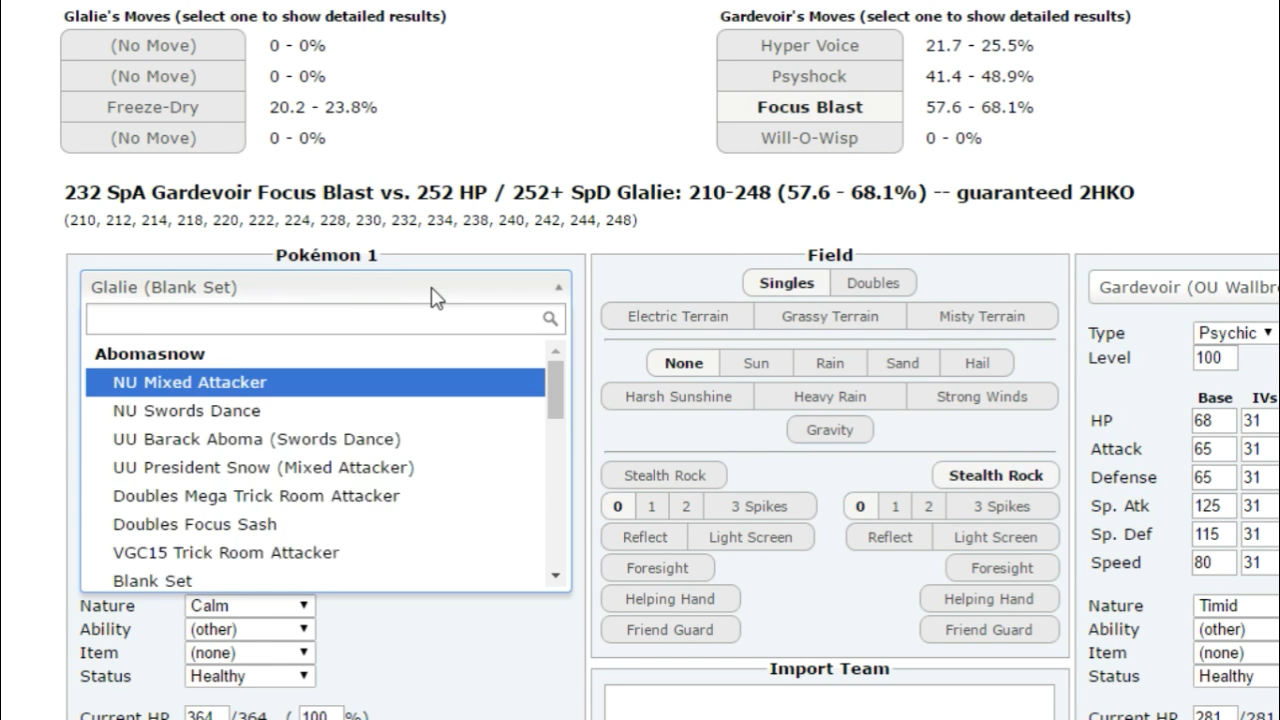 Glalie's Moves (select one to show detailed results)
(No Move) 0 - 0%
(No Move) 0 - 0%
Freeze-Dry 20.2 - 23.8%
(No Move) 0 - 0%
Gardevoir's Moves (select one to show detailed results)
Hyper Voice 21.7 - 25.5%
Psyshock 41.4 - 48.9%
Focus Blast 57.6 - 68.1%
Will-O-Wisp 0 - 0%
232 SpA Gardevoir Focus Blast vs. 252 HP / 252+ SpD Glalie: 210-248 (57.6 - 68.1%) -- guaranteed 2HKO
(210, 212, 214, 218, 220, 222, 224, 228, 230, 232, 234, 238, 240, 242, 244, 248)
Pokémon 1
Glalie (Blank Set)
Abomasnow
NU Mixed Attacker
NU Swords Dance
UU Barack Aboma (Swords Dance)
UU President Snow (Mixed Attacker)
Doubles Mega Trick Room Attacker
Doubles Focus Sash
VGC15 Trick Room Attacker
Blank Set
Nature Calm
Ability (other)
Item (none)
Status Healthy
Current HP 364 /364 ( 100 %)
Field
Singles Doubles
Electric Terrain Grassy Terrain Misty Terrain
None Sun Rain Sand Hail
Harsh Sunshine Heavy Rain Strong Winds
Gravity
Stealth Rock Stealth Rock
0 1 2 3 Spikes 0 1 2 3 Spikes
Reflect Light Screen Reflect Light Screen
Foresight Foresight
Helping Hand Helping Hand
Friend Guard Friend Guard
Import Team
Gardevoir (OU Wallbr
Type Psychic
Level 100
Base IVs
HP 68 31
Attack 65 31
Defense 65 31
Sp. Atk 125 31
Sp. Def 115 31
Speed 80 31
Nature Timid
Ability (other)
Item (none)
Status Healthy
Current HP 281 /281